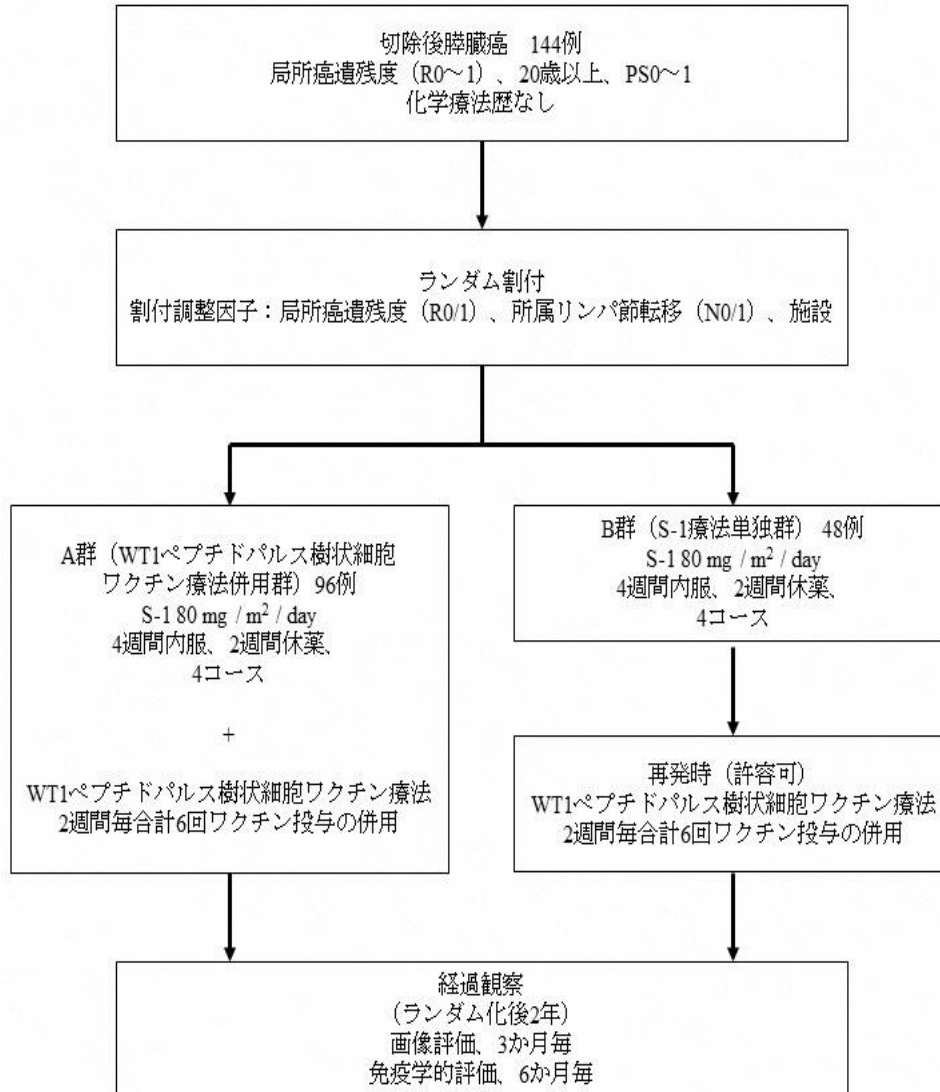 切除後膵臓癌　144例
局所癌遺残度（R0～1）、20歳以上、PS0～1
化学療法歴なし
ランダム割付
割付調整因子：局所癌遺残度（R0/1）、所属リンパ節転移（N0/1）、施設
A群（WT1ペプチドパルス樹状細胞
ワクチン療法併用群）96例
S-1 80 mg / m² / day
4週間内服、2週間休薬、
4コース
+
WT1ペプチドパルス樹状細胞ワクチン療法
2週間毎合計6回ワクチン投与の併用
B群（S-1療法単独群） 48例
S-1 80 mg / m² / day
4週間内服、2週間休薬、
4コース
再発時（許容可）
WT1ペプチドパルス樹状細胞ワクチン療法
2週間毎合計6回ワクチン投与の併用
経過観察
(ランダム化後2年)
画像評価、3か月毎
免疫学的評価、6か月毎